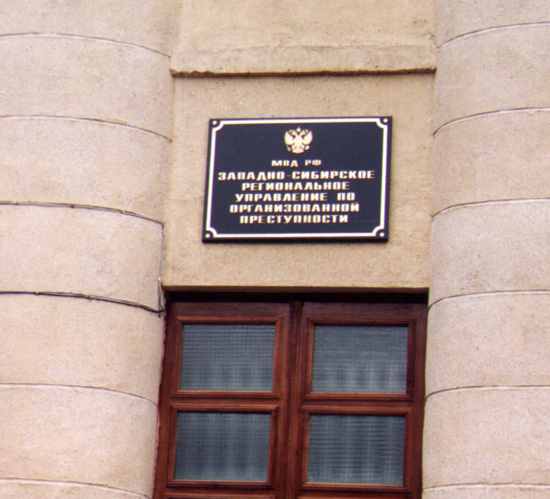 МВД РФ
ЗАПАДНО-СИБИРСКОЕ
РЕГИОНАЛЬНОЕ
УПРАВЛЕНИЕ ПО
ОРГАНИЗОВАННОЙ
ПРЕСТУПНОСТИ